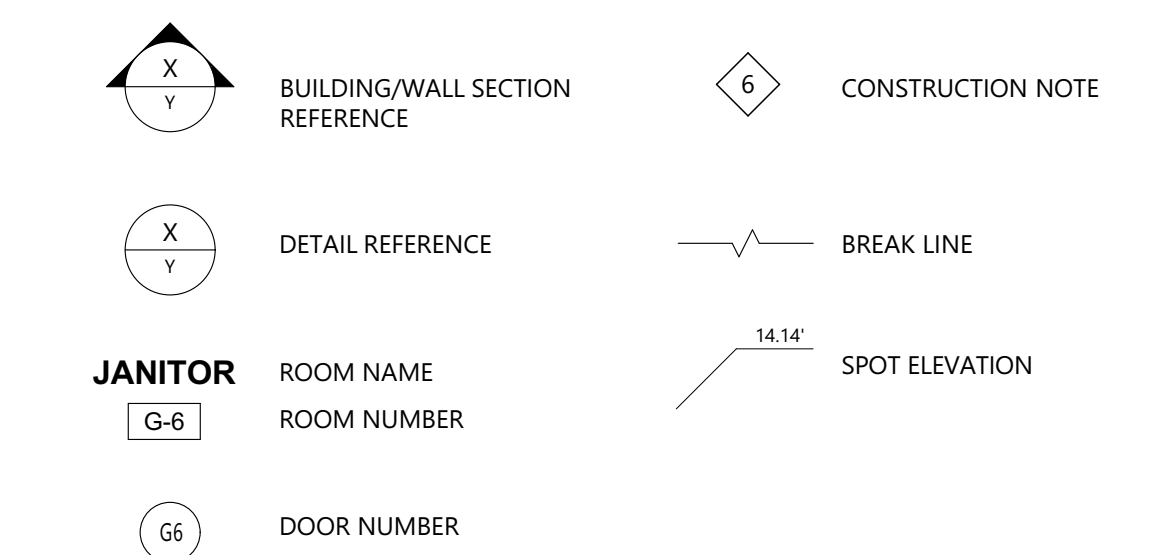 X
Y
BUILDING/WALL SECTION
REFERENCE
X
Y
DETAIL REFERENCE
JANITOR
ROOM NAME
G-6
ROOM NUMBER
G6
DOOR NUMBER
6
CONSTRUCTION NOTE
BREAK LINE
14.14'
SPOT ELEVATION